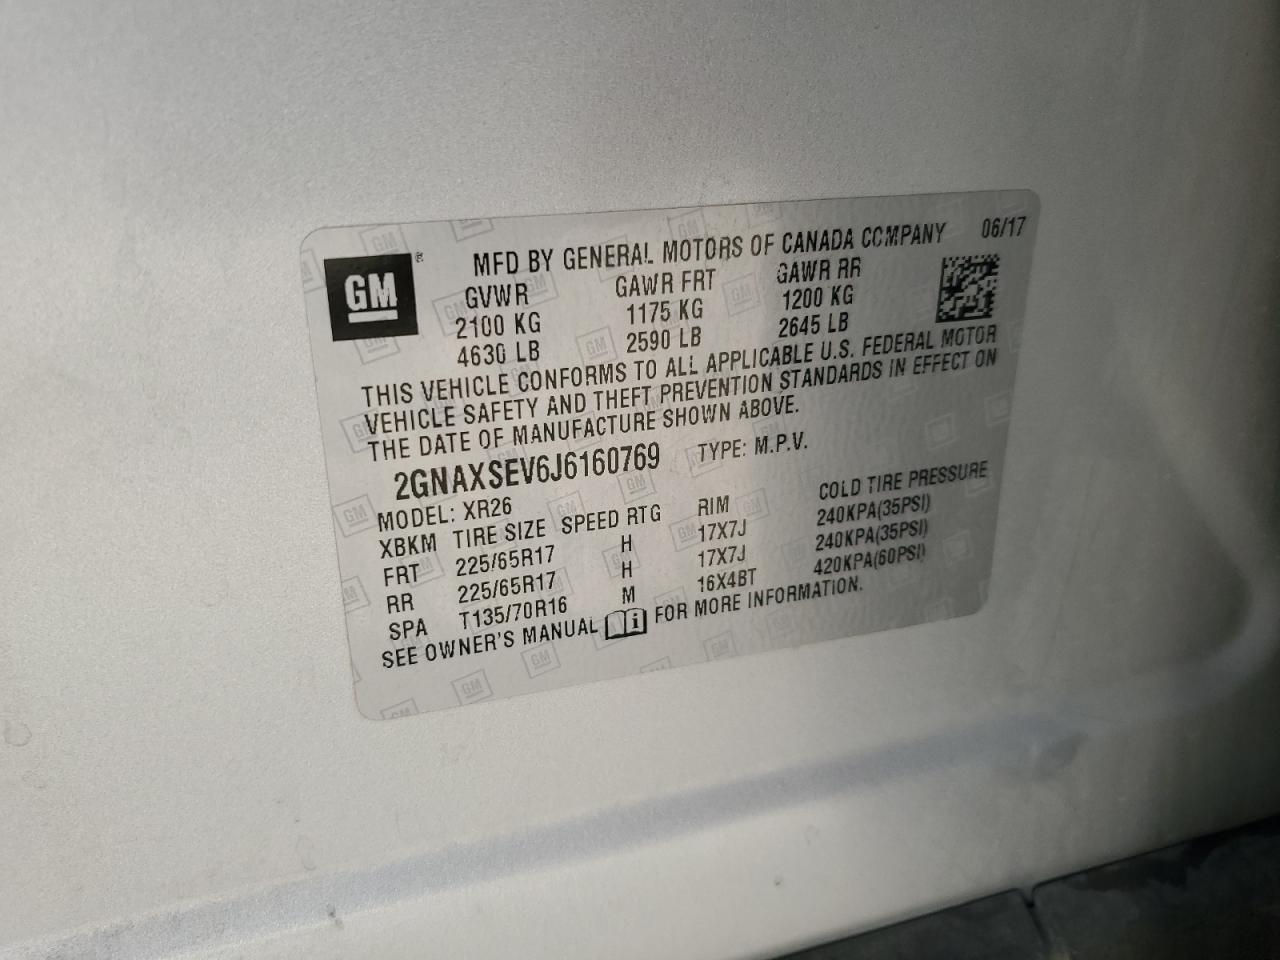 GM ®
MFD BY GENERAL MOTORS OF CANADA COMPANY 06/17
GVWR GAWR FRT GAWR RR
2100 KG 1175 KG 1200 KG
4630 LB 2590 LB 2645 LB
THIS VEHICLE CONFORMS TO ALL APPLICABLE U.S. FEDERAL MOTOR
VEHICLE SAFETY AND THEFT PREVENTION STANDARDS IN EFFECT ON
THE DATE OF MANUFACTURE SHOWN ABOVE.
2GNAXSEV6J6160769 TYPE: M.P.V.
MODEL: XR26
XBKM TIRE SIZE SPEED RTG RIM COLD TIRE PRESSURE
FRT 225/65R17 H 17X7J 240KPA(35PSI)
RR 225/65R17 H 17X7J 240KPA(35PSI)
SPA T135/70R16 M 16X4BT 420KPA(60PSI)
SEE OWNER'S MANUAL i FOR MORE INFORMATION.